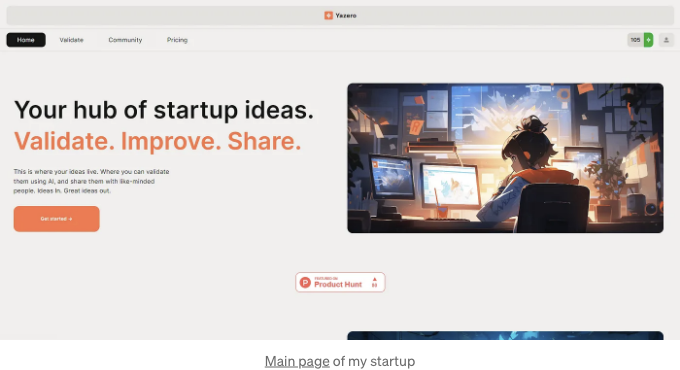 Yazero
Home Validate Community Pricing
105 +
Your hub of startup ideas.
Validate. Improve. Share.
This is where your ideas live. Where you can validate
them using AI, and share them with like-minded
people. Ideas in. Great ideas out.
Get started →
FEATURED ON
Product Hunt
Main page of my startup